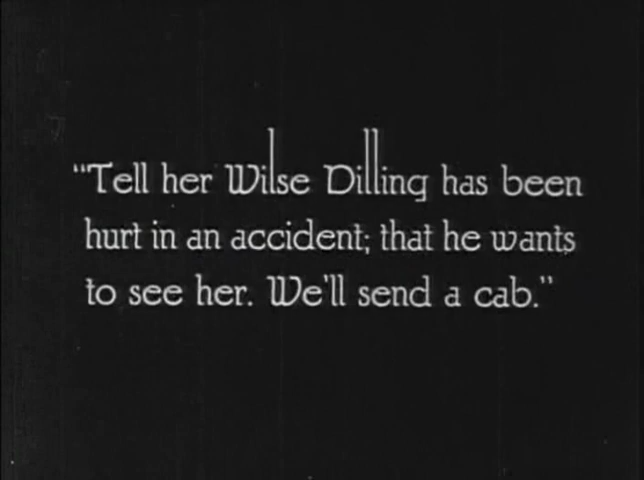 "Tell her Wilse Dilling has been
hurt in an accident; that he wants
to see her. We'll send a cab."